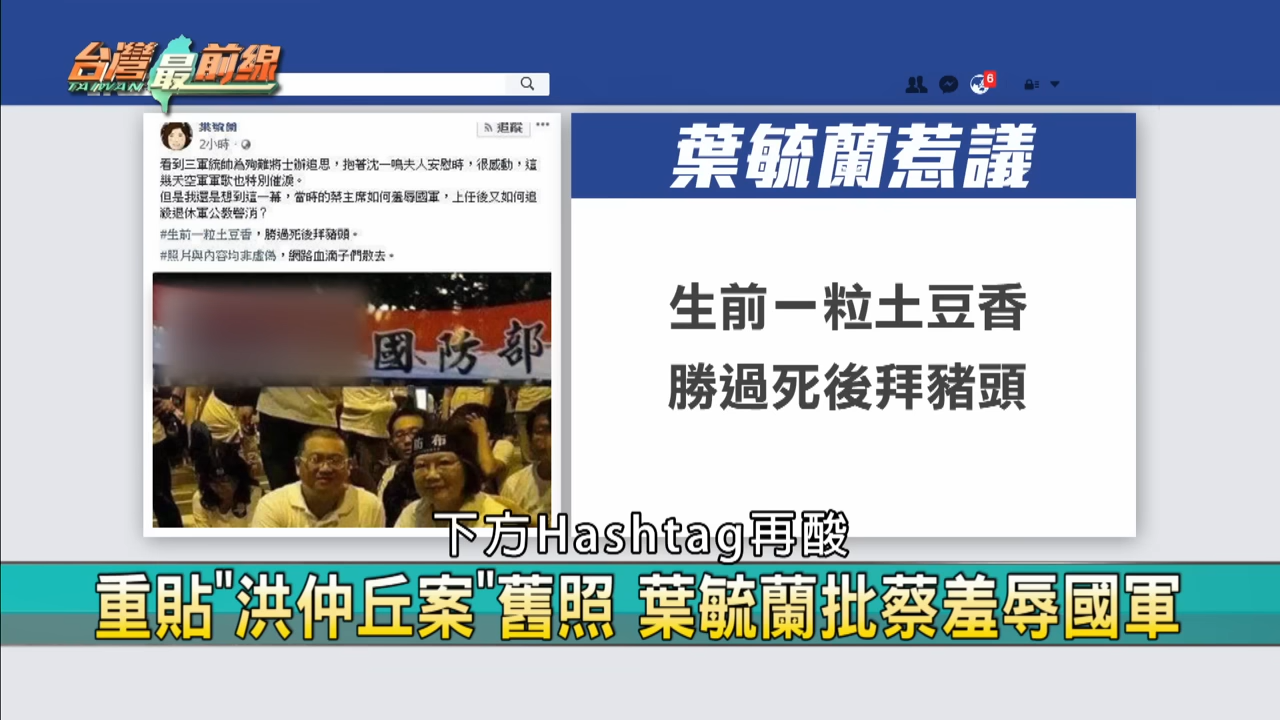 台灣最前線
TAIWAN
6
葉毓蘭
2小時
追蹤
看到三軍統帥為殉難將士辦追思，抱著沈一鳴夫人安慰時，很感動，這
幾天空軍軍歌也特別催淚。
但是我還是想到這一幕，當時的蔡主席如何羞辱國軍，上任後又如何追
殺退休軍公教警消？
#生前一粒土豆香，勝過死後拜豬頭。
#照片與內容均非虛偽，網路血滴子們散去。
國防部
布
葉毓蘭惹議
生前一粒土豆香
勝過死後拜豬頭
下方Hashtag再酸
重貼"洪仲丘案"舊照 葉毓蘭批蔡羞辱國軍